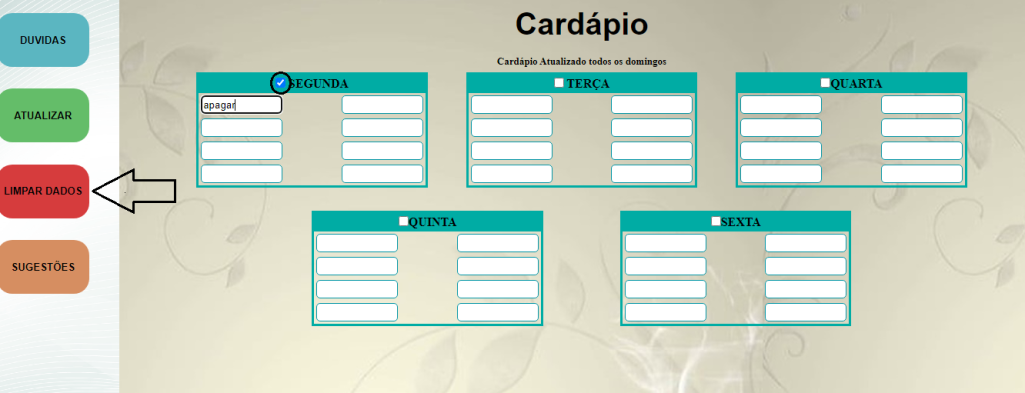 Cardápio
Cardápio Atualizado todos os domingos
DUVIDAS
ATUALIZAR
LIMPAR DADOS
SUGESTÕES
SEGUNDA
apagar
TERÇA
QUARTA
QUINTA
SEXTA